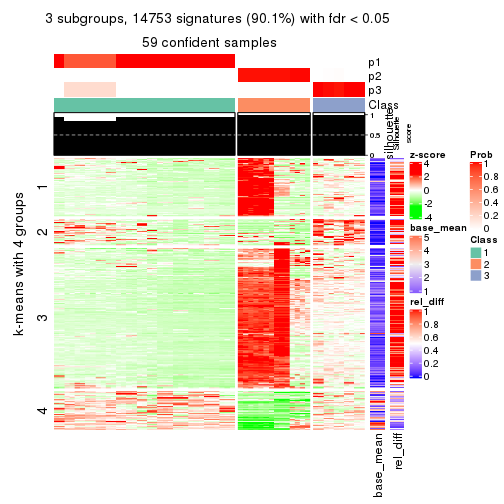 3 subgroups, 14753 signatures (90.1%) with fdr < 0.05
59 confident samples
p1
p2
p3
Class
1
0.5
0
silhouette
Silhouette
score
k-means with 4 groups
1
2
3
4
base_mean
rel_diff
z-score
4
2
0
-2
-4
base_mean
5
4
3
2
1
rel_diff
1
0.8
0.6
0.4
0.2
0
Prob
1
0.8
0.6
0.4
0.2
0
Class
1
2
3